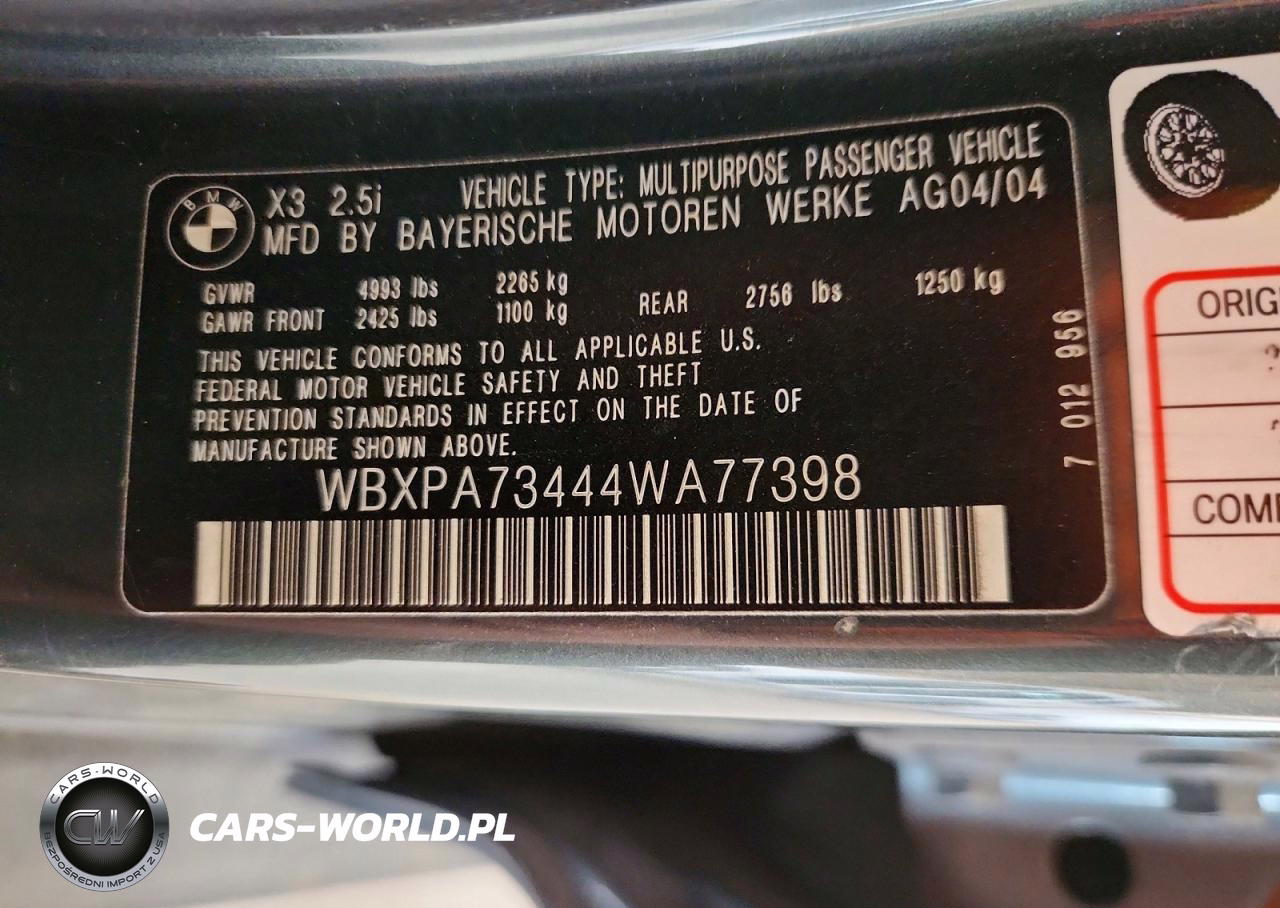 BMW
X3 2.5i VEHICLE TYPE: MULTIPURPOSE PASSENGER VEHICLE
MFD BY BAYERISCHE MOTOREN WERKE AG04/04
GVWR 4993 lbs 2265 kg
GAWR FRONT 2425 lbs 1100 kg REAR 2756 lbs 1250 kg
THIS VEHICLE CONFORMS TO ALL APPLICABLE U.S.
FEDERAL MOTOR VEHICLE SAFETY AND THEFT
PREVENTION STANDARDS IN EFFECT ON THE DATE OF
MANUFACTURE SHOWN ABOVE.
WBXPA73444WA77398
7 012 956
ORIGI
COMP
CARS-WORLD
CW
BEZPOŚREDNI IMPORT Z USA
CARS-WORLD.PL